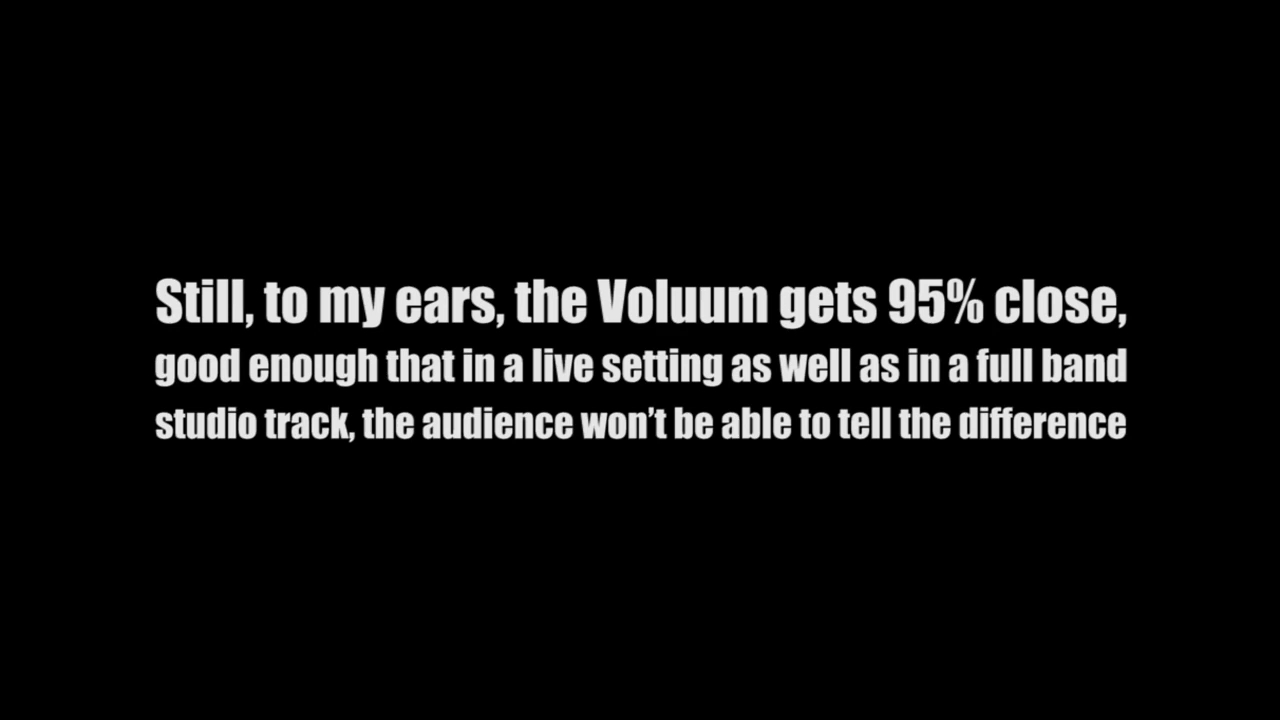 Still, to my ears, the Voluum gets 95% close,
good enough that in a live setting as well as in a full band
studio track, the audience won’t be able to tell the difference